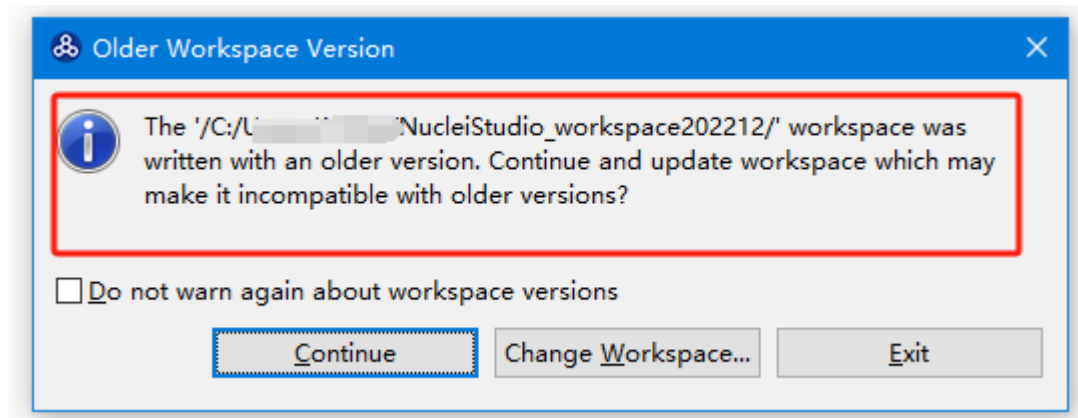 Older Workspace Version
The '/C:/U /NucleiStudio_workspace202212/' workspace was
written with an older version. Continue and update workspace which may
make it incompatible with older versions?
Do not warn again about workspace versions
Continue Change Workspace... Exit